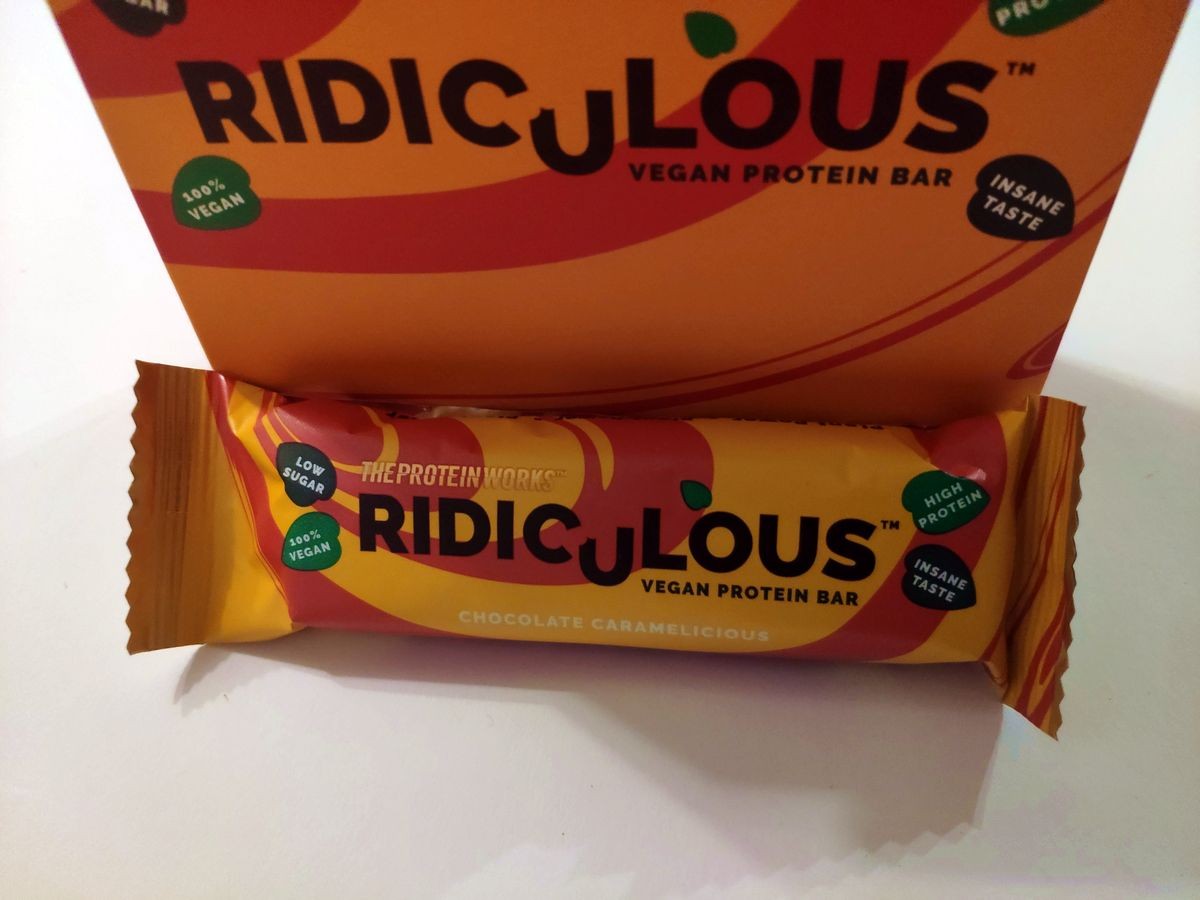 RIDICULOUS™
VEGAN PROTEIN BAR
100%
VEGAN
INSANE
TASTE
LOW
SUGAR
100%
VEGAN
THE PROTEIN WORKS™
RIDICULOUS™
VEGAN PROTEIN BAR
CHOCOLATE CARAMELICIOUS
HIGH
PROTEIN
INSANE
TASTE